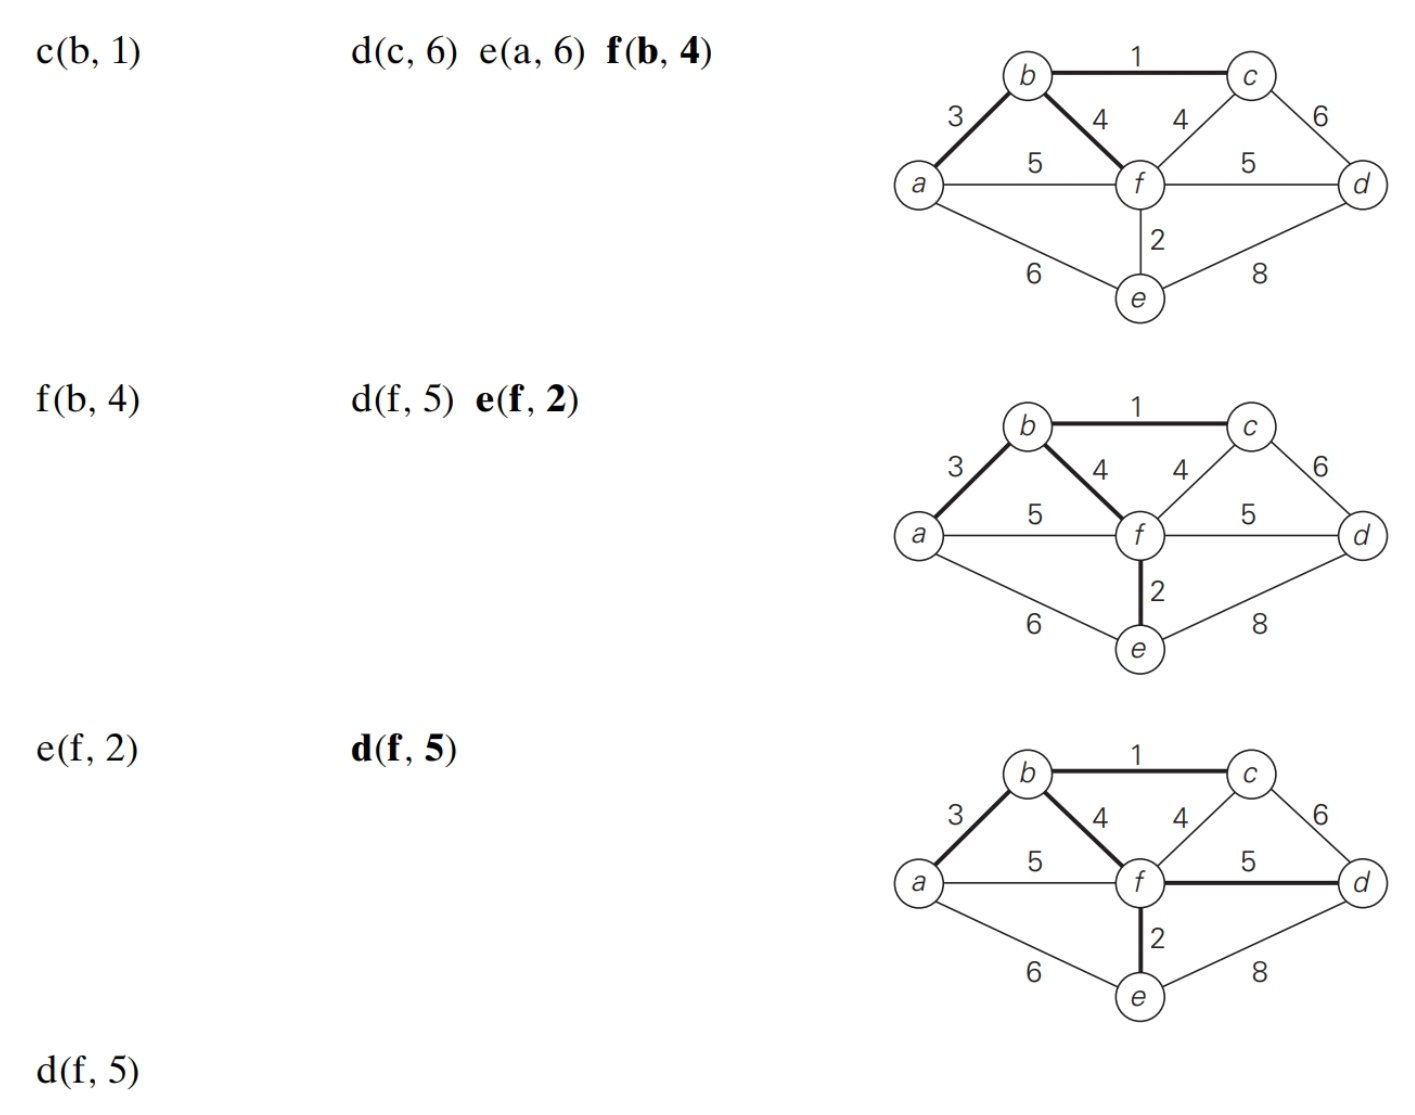 c(b, 1) d(c, 6) e(a, 6) f(b, 4)
1
b c
3 4 4 6
5 5
a f d
2
6 8
e
f(b, 4) d(f, 5) e(f, 2)
1
b c
3 4 4 6
5 5
a f d
2
6 8
e
e(f, 2) d(f, 5)
1
b c
3 4 4 6
5 5
a f d
2
6 8
e
d(f, 5)